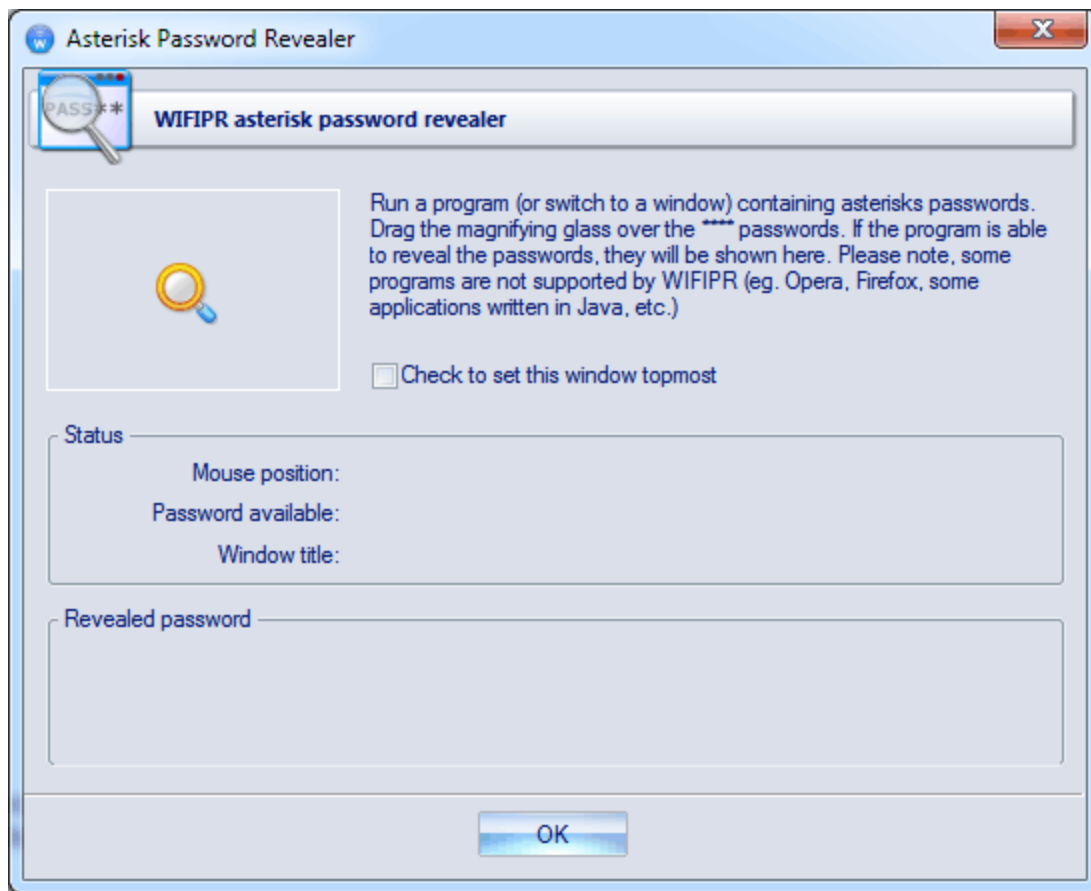 Asterisk Password Revealer
PASS**
WIFIPR asterisk password revealer
Run a program (or switch to a window) containing asterisks passwords.
Drag the magnifying glass over the **** passwords. If the program is able
to reveal the passwords, they will be shown here. Please note, some
programs are not supported by WIFIPR (eg. Opera, Firefox, some
applications written in Java, etc.)
Check to set this window topmost
Status
Mouse position:
Password available:
Window title:
Revealed password
OK